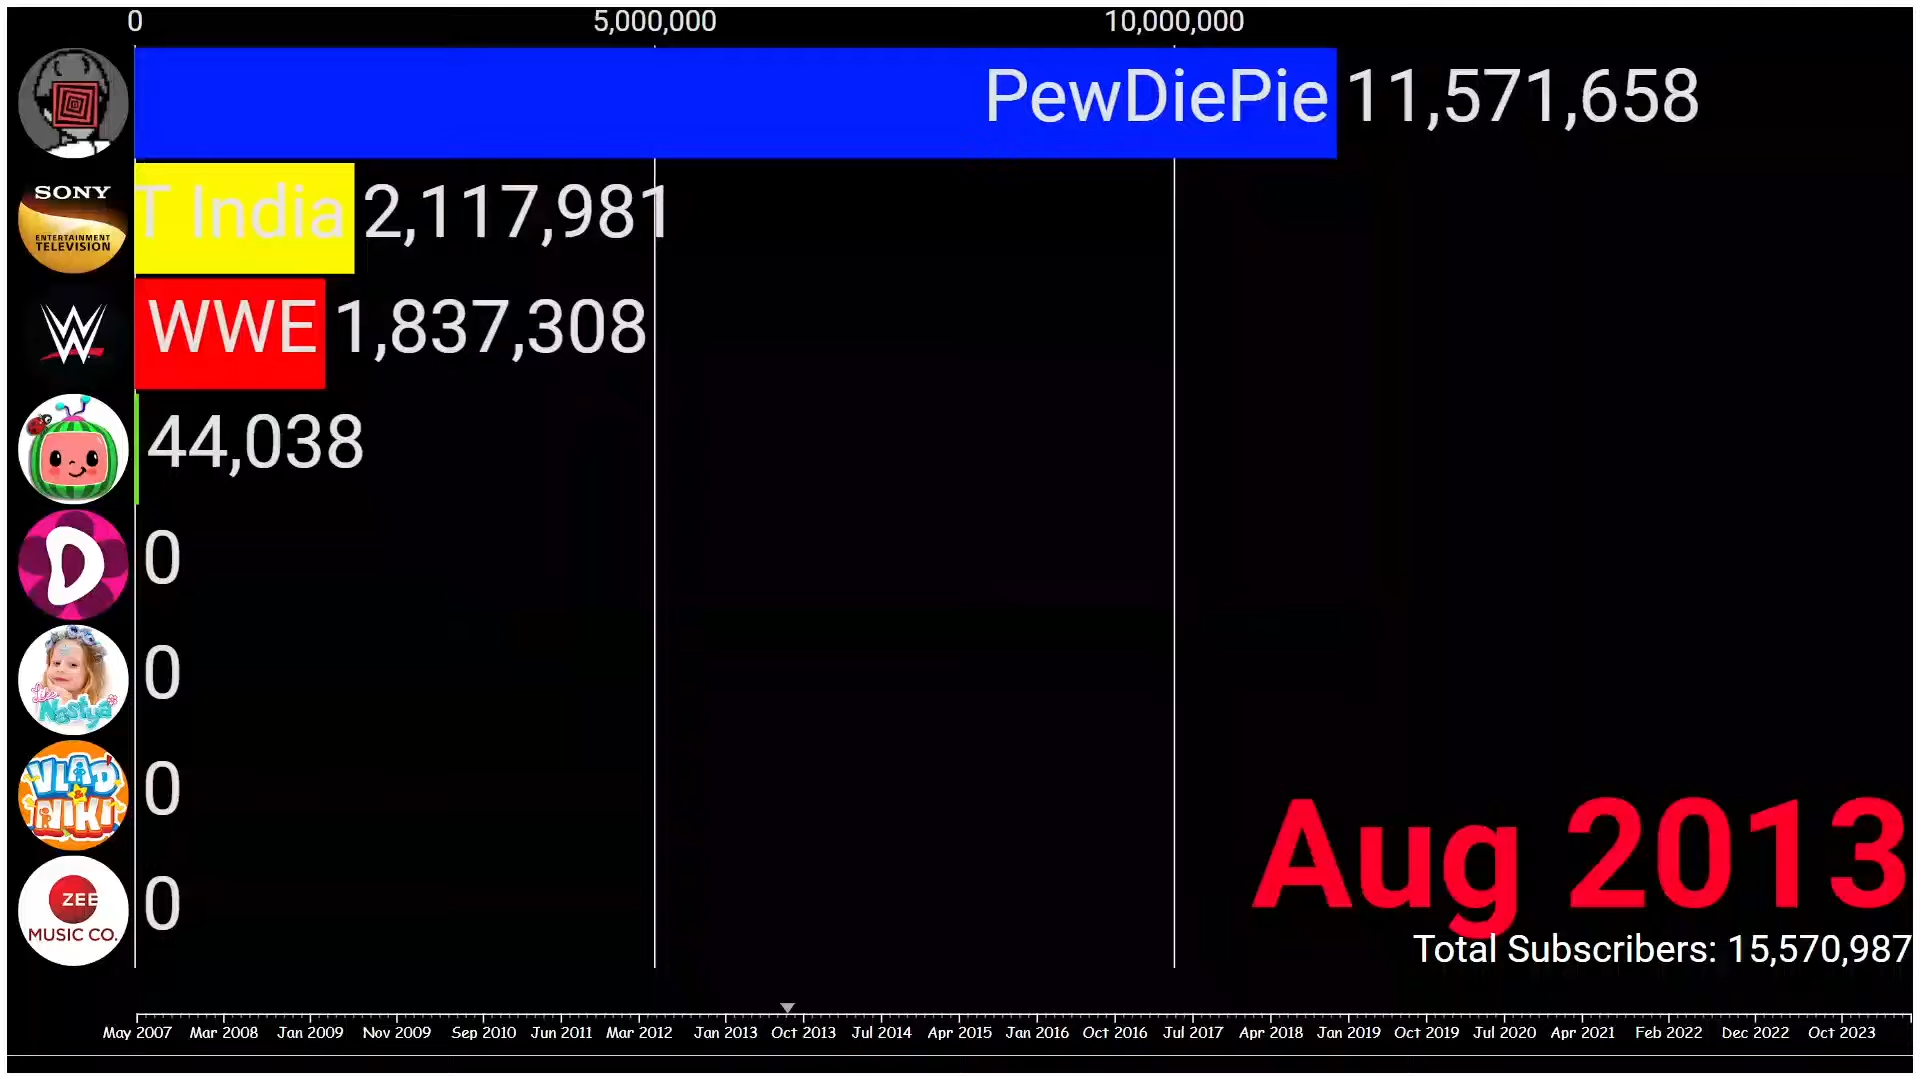 0 5,000,000 10,000,000
PewDiePie 11,571,658
SONY
ENTERTAINMENT
TELEVISION
T India 2,117,981
WWE 1,837,308
44,038
0
Like
Nastya
0
VLAD
&
NIKI
0
ZEE
MUSIC CO.
0
Aug 2013
Total Subscribers: 15,570,987
May 2007 Mar 2008 Jan 2009 Nov 2009 Sep 2010 Jun 2011 Mar 2012 Jan 2013 Oct 2013 Jul 2014 Apr 2015 Jan 2016 Oct 2016 Jul 2017 Apr 2018 Jan 2019 Oct 2019 Jul 2020 Apr 2021 Feb 2022 Dec 2022 Oct 2023